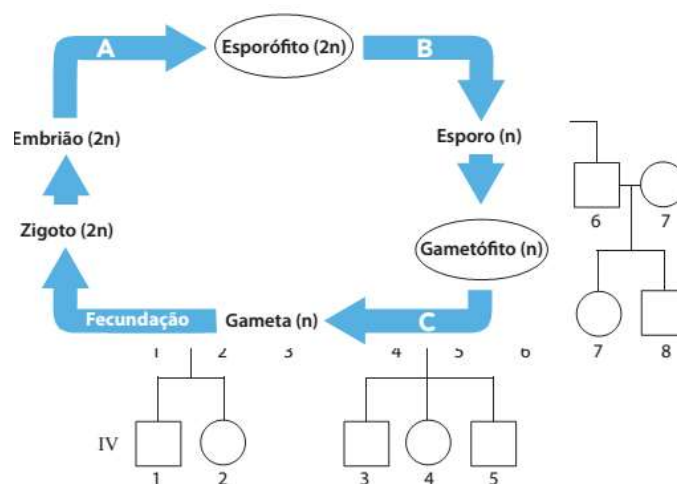 A Esporófito (2n) B
Embrião (2n) Esporo (n)
Zigoto (2n) Gametófito (n)
Fecundação Gameta (n) C
6 7
7 8
1 2 3 4 5 6
IV
1 2 3 4 5